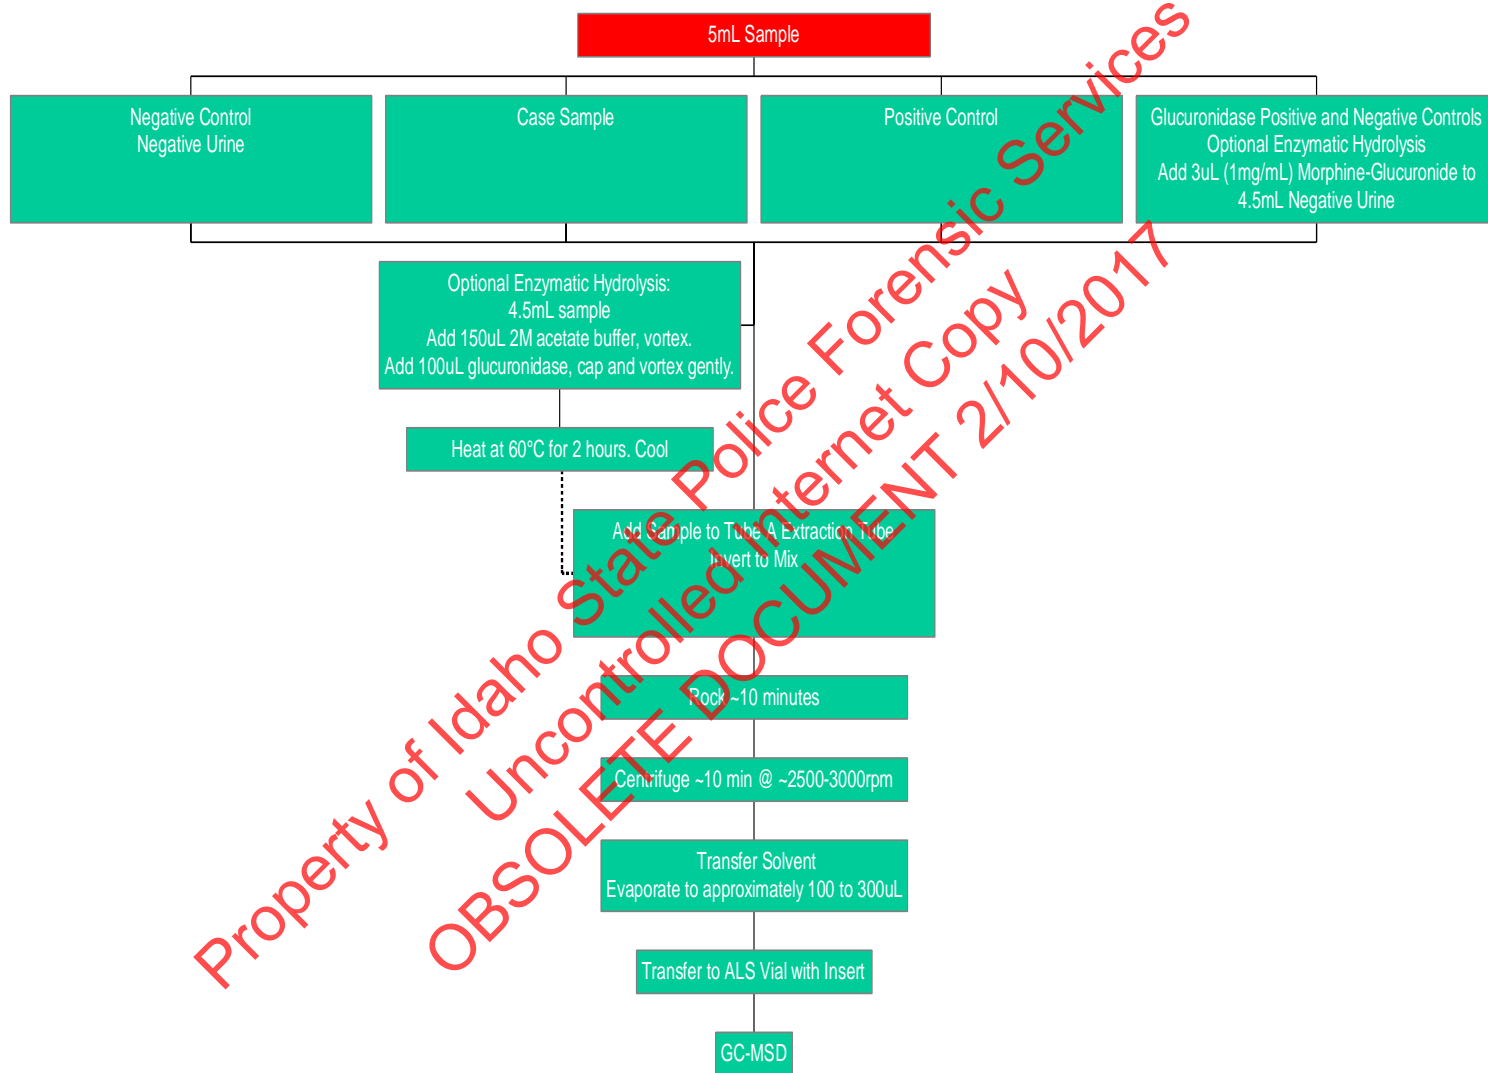 5mL Sample
Negative Control
Negative Urine
Case Sample
Positive Control
Glucuronidase Positive and Negative Controls
Optional Enzymatic Hydrolysis
Add 3uL (1mg/mL) Morphine-Glucuronide to
4.5mL Negative Urine
Optional Enzymatic Hydrolysis:
4.5mL sample
Add 150uL 2M acetate buffer, vortex.
Add 100uL glucuronidase, cap and vortex gently.
Heat at 60°C for 2 hours. Cool
Add Sample to Tube A Extraction Tube
Invert to Mix
Rock ~10 minutes
Centrifuge ~10 min @ ~2500-3000rpm
Transfer Solvent
Evaporate to approximately 100 to 300uL
Transfer to ALS Vial with Insert
GC-MSD
Property of Idaho State Police Forensic Services
Uncontrolled Internet Copy
OBSOLETE DOCUMENT 2/10/2017